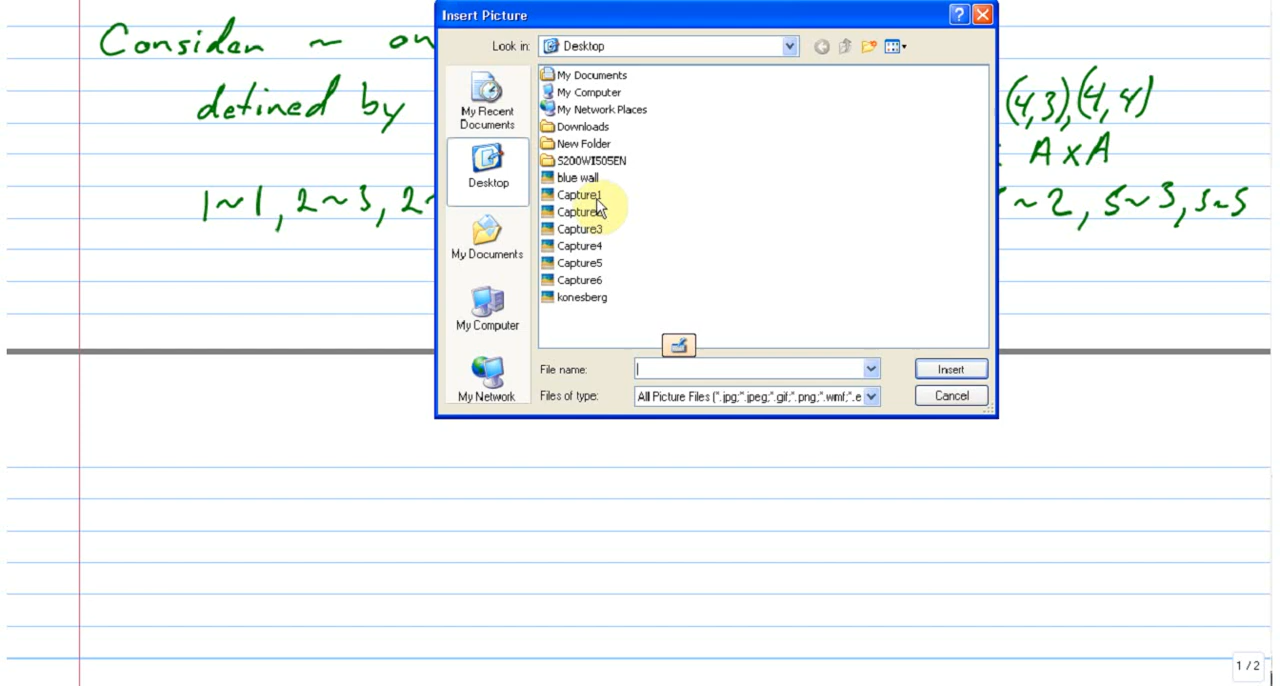 Insert Picture
Consider ~ on
Look in: Desktop
My Documents
My Computer
My Network Places
My Recent Documents
defined by
(4,3),(4,4)
Downloads
New Folder
S200WI505EN
A x A
blue wall
Desktop
Capture1
1~1, 2~3, 2~
~2, 5~3, 5~5
Capture
Capture3
Capture4
My Documents
Capture5
Capture6
konesberg
My Computer
File name:
Insert
My Network
Files of type:
All Picture Files (*.jpg;*.jpeg;*.gif;*.png;*.wmf;*.e
Cancel
1 / 2